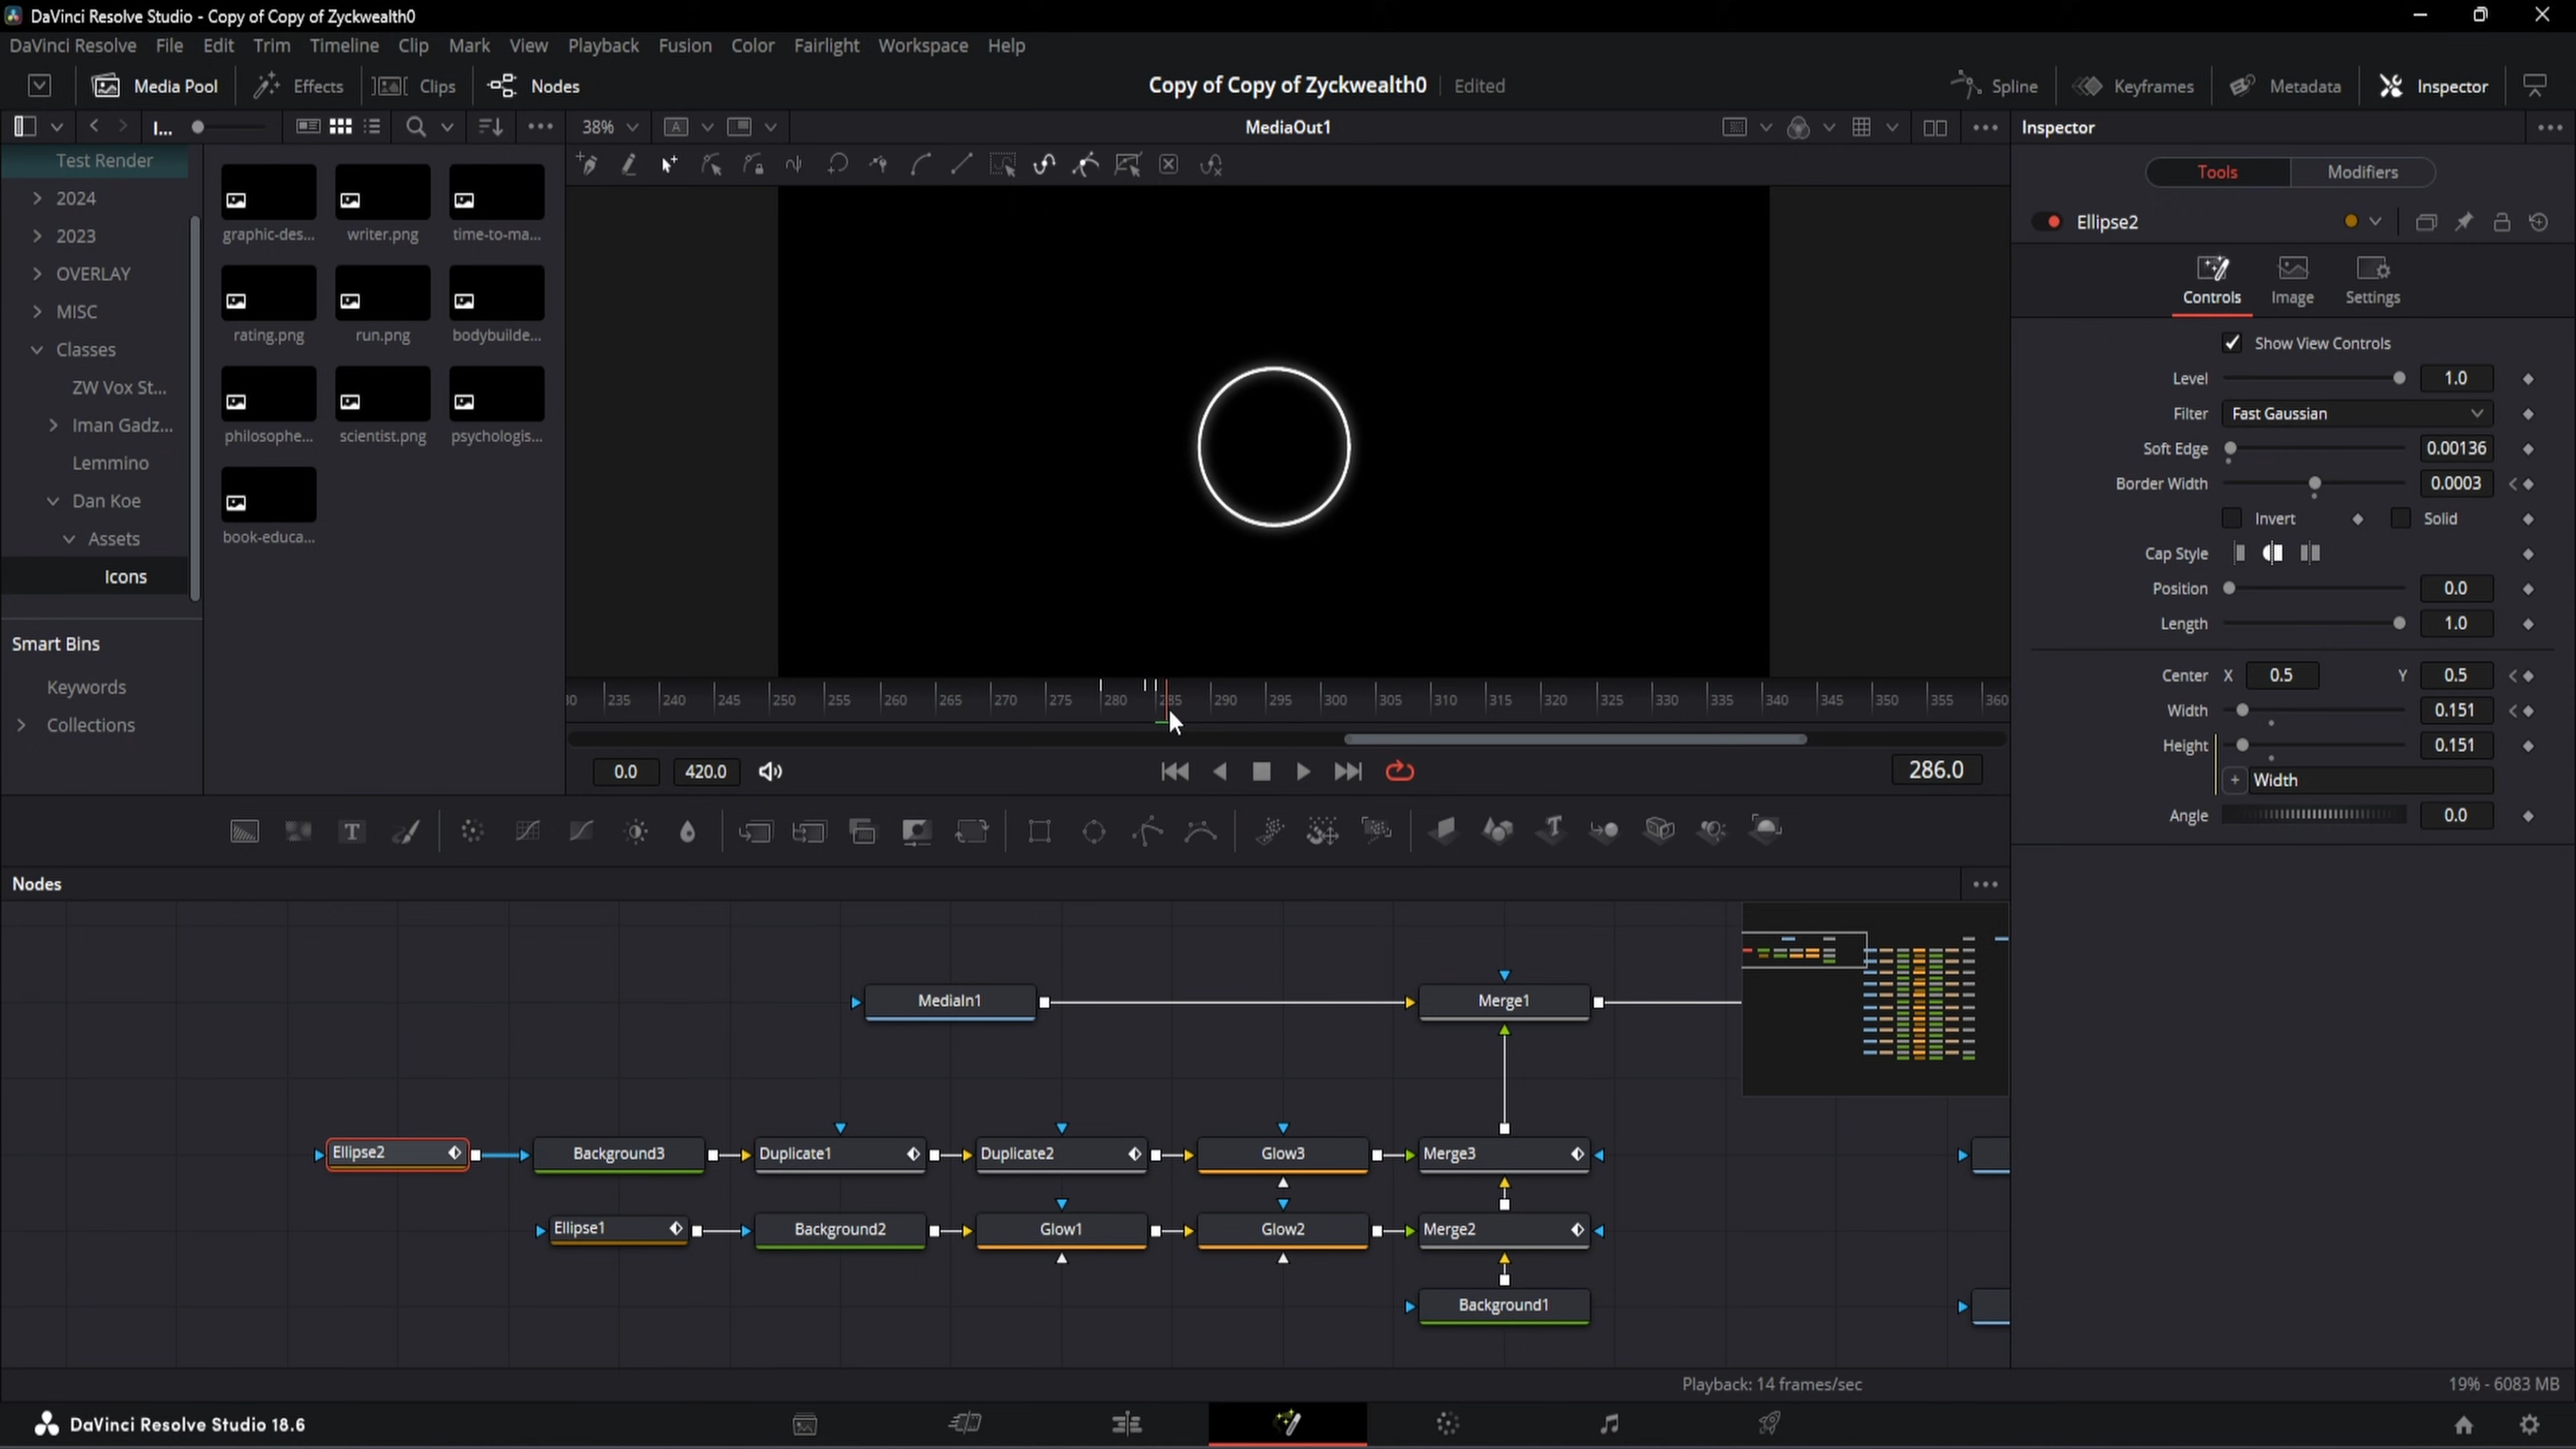 DaVinci Resolve Studio - Copy of Copy of Zyckwealth0
DaVinci Resolve File Edit Trim Timeline Clip Mark View Playback Fusion Color Fairlight Workspace Help
Media Pool Effects Clips Nodes Copy of Copy of Zyckwealth0 Edited Spline Keyframes Metadata Inspector
I... 38% A MediaOut1 Inspector
Test Render
2024
2023
OVERLAY
MISC
Classes
ZW Vox St...
Iman Gadz...
Lemmino
Dan Koe
Assets
Icons
Smart Bins
Keywords
Collections
graphic-des... writer.png time-to-ma...
rating.png run.png bodybuilde...
philosophe... scientist.png psychologis...
book-educa...
235 240 245 250 255 260 265 270 275 280 285 290 295 300 305 310 315 320 325 330 335 340 345 350 355 360
0.0 420.0 286.0
Tools Modifiers
Ellipse2
Controls Image Settings
Show View Controls
Level 1.0
Filter Fast Gaussian
Soft Edge 0.00136
Border Width 0.0003
Invert Solid
Cap Style
Position 0.0
Length 1.0
Center X 0.5 Y 0.5
Width 0.151
Height 0.151
+ Width
Angle 0.0
T T
Nodes
MediaIn1 Merge1
Ellipse2 Background3 Duplicate1 Duplicate2 Glow3 Merge3
Ellipse1 Background2 Glow1 Glow2 Merge2
Background1
Playback: 14 frames/sec 19% - 6083 MB
DaVinci Resolve Studio 18.6